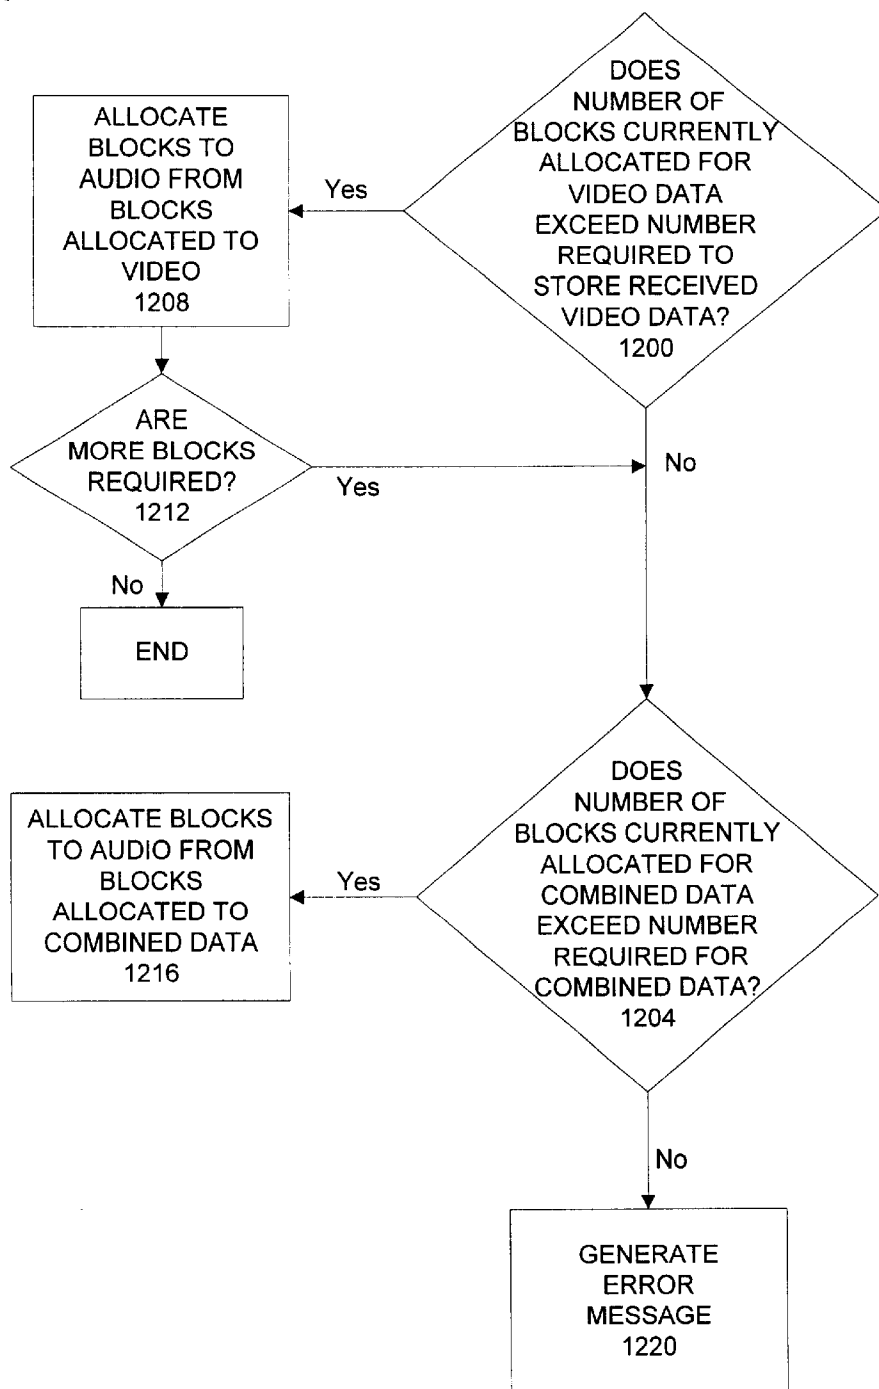 DOES
NUMBER OF
BLOCKS CURRENTLY
ALLOCATED FOR
VIDEO DATA
EXCEED NUMBER
REQUIRED TO
STORE RECEIVED
VIDEO DATA?
1200
Yes
ALLOCATE
BLOCKS TO
AUDIO FROM
BLOCKS
ALLOCATED TO
VIDEO
1208
ARE
MORE BLOCKS
REQUIRED?
1212
Yes
No
No
END
DOES
NUMBER OF
BLOCKS CURRENTLY
ALLOCATED FOR
COMBINED DATA
EXCEED NUMBER
REQUIRED FOR
COMBINED DATA?
1204
Yes
ALLOCATE BLOCKS
TO AUDIO FROM
BLOCKS
ALLOCATED TO
COMBINED DATA
1216
No
GENERATE
ERROR
MESSAGE
1220